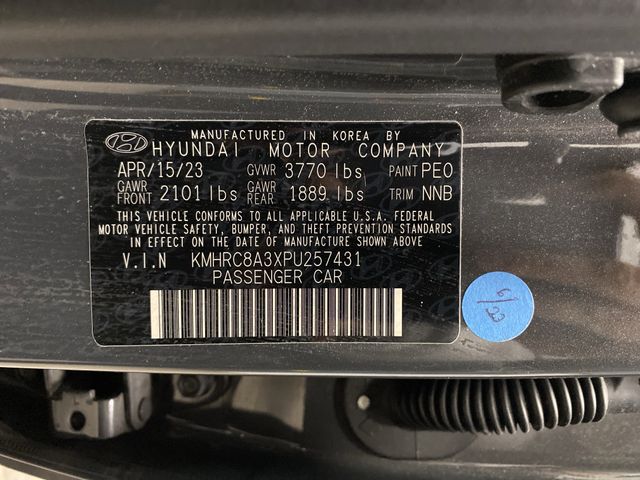 MANUFACTURED IN KOREA BY
HYUNDAI MOTOR COMPANY
APR/15/23 GVWR 3770 lbs PAINT PEO
GAWR FRONT 2101 lbs GAWR REAR 1889 lbs TRIM NNB
THIS VEHICLE CONFORMS TO ALL APPLICABLE U.S.A. FEDERAL
MOTOR VEHICLE SAFETY, BUMPER, AND THEFT PREVENTION STANDARDS
IN EFFECT ON THE DATE OF MANUFACTURE SHOWN ABOVE.
V.I.N KMHRC8A3XPU257431
PASSENGER CAR
6/23